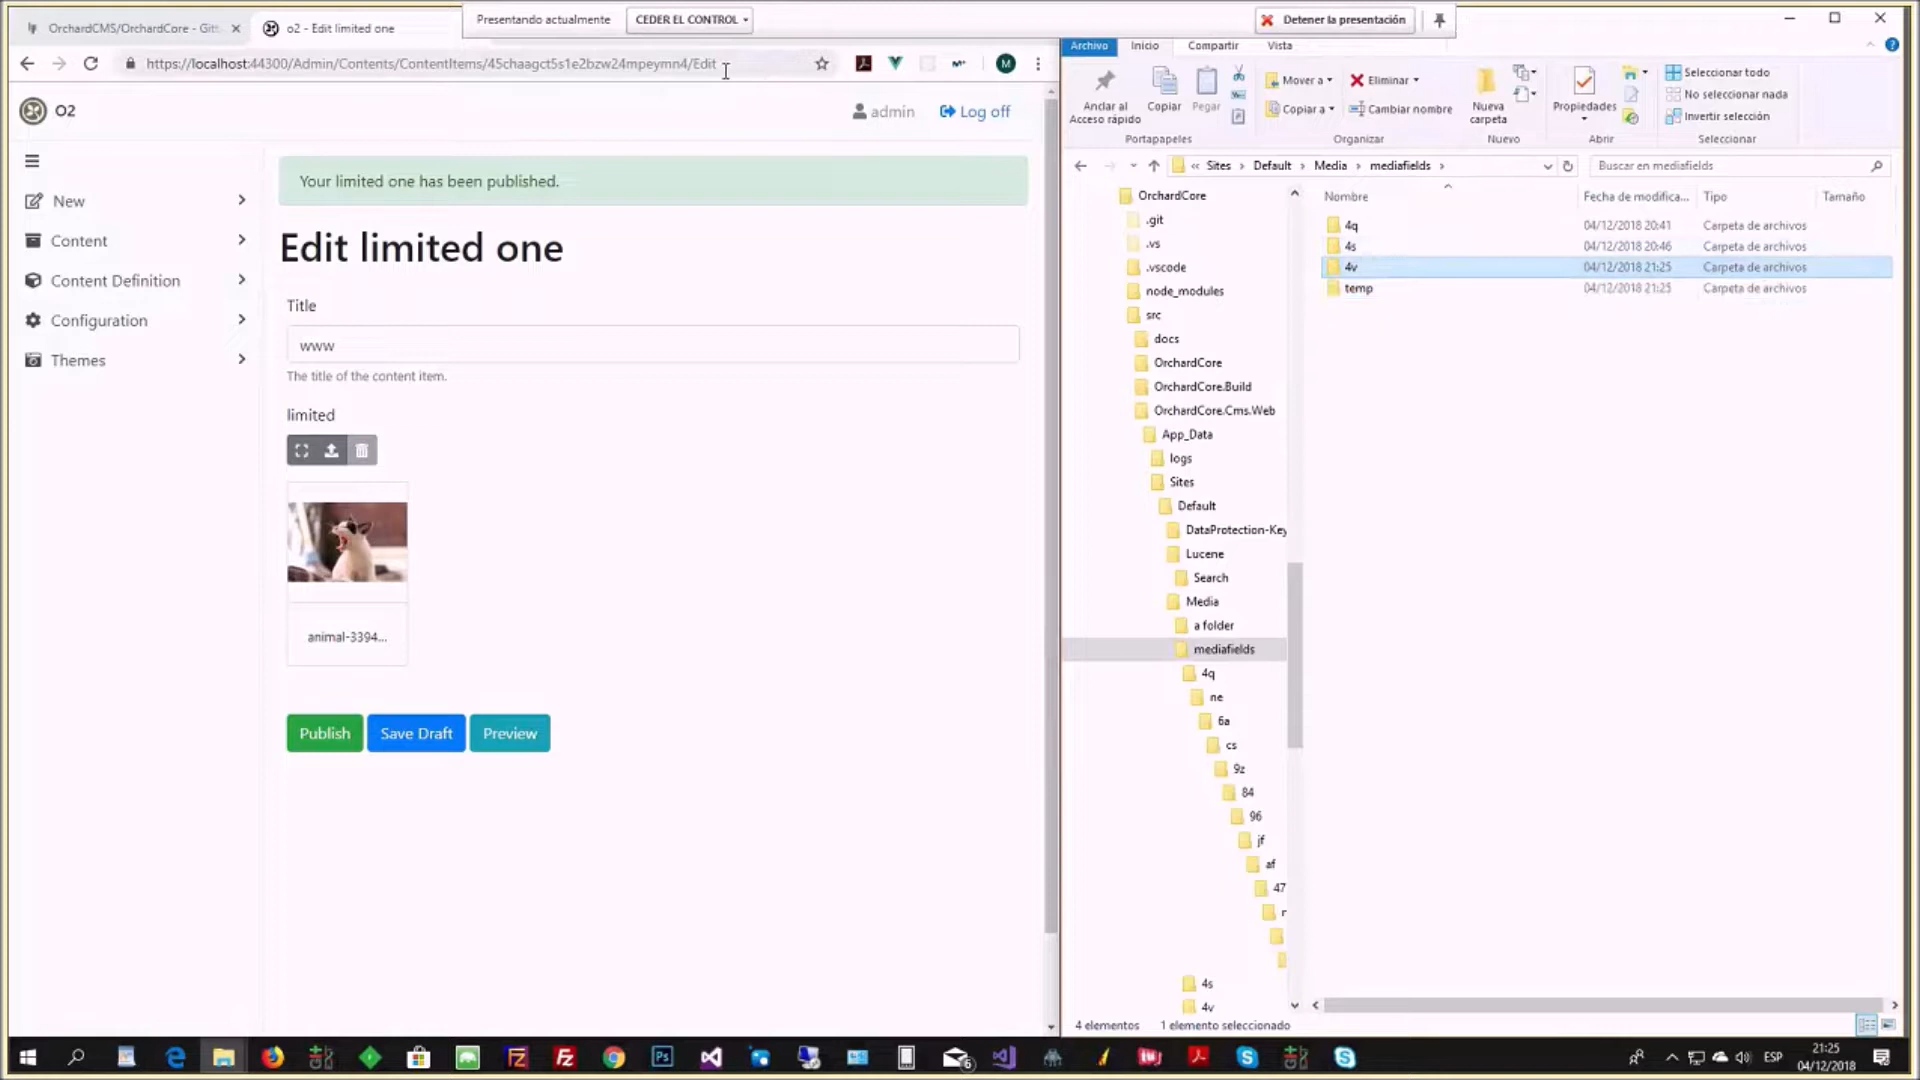 OrchardCMS/OrchardCore - Gitt
o2 - Edit limited one
Presentando actualmente
CEDER EL CONTROL
Detener la presentación
https://localhost:44300/Admin/Contents/ContentItems/45chaagct5s1e2bzw24mpeymn4/Edit
M
O2
admin
Log off
New
Content
Content Definition
Configuration
Themes
Your limited one has been published.
Edit limited one
Title
www
The title of the content item.
limited
animal-3394...
Publish
Save Draft
Preview
Archivo
Inicio
Compartir
Vista
Anclar al
Acceso rápido
Copiar
Pegar
Portapapeles
Mover a
Copiar a
Eliminar
Cambiar nombre
Organizar
Nueva
carpeta
Nuevo
Propiedades
Abrir
Seleccionar todo
No seleccionar nada
Invertir selección
Seleccionar
« Sites > Default > Media > mediafields >
Buscar en mediafields
OrchardCore
.git
.vs
.vscode
node_modules
src
docs
OrchardCore
OrchardCore.Build
OrchardCore.Cms.Web
App_Data
logs
Sites
Default
DataProtection-Key
Lucene
Search
Media
a folder
mediafields
4q
ne
6a
cs
9z
84
96
jf
af
47
4s
4v
Nombre Fecha de modifica... Tipo Tamaño
4q 04/12/2018 20:41 Carpeta de archivos
4s 04/12/2018 20:46 Carpeta de archivos
4v 04/12/2018 21:25 Carpeta de archivos
temp 04/12/2018 21:25 Carpeta de archivos
4 elementos 1 elemento seleccionado
ESP
21:25
04/12/2018